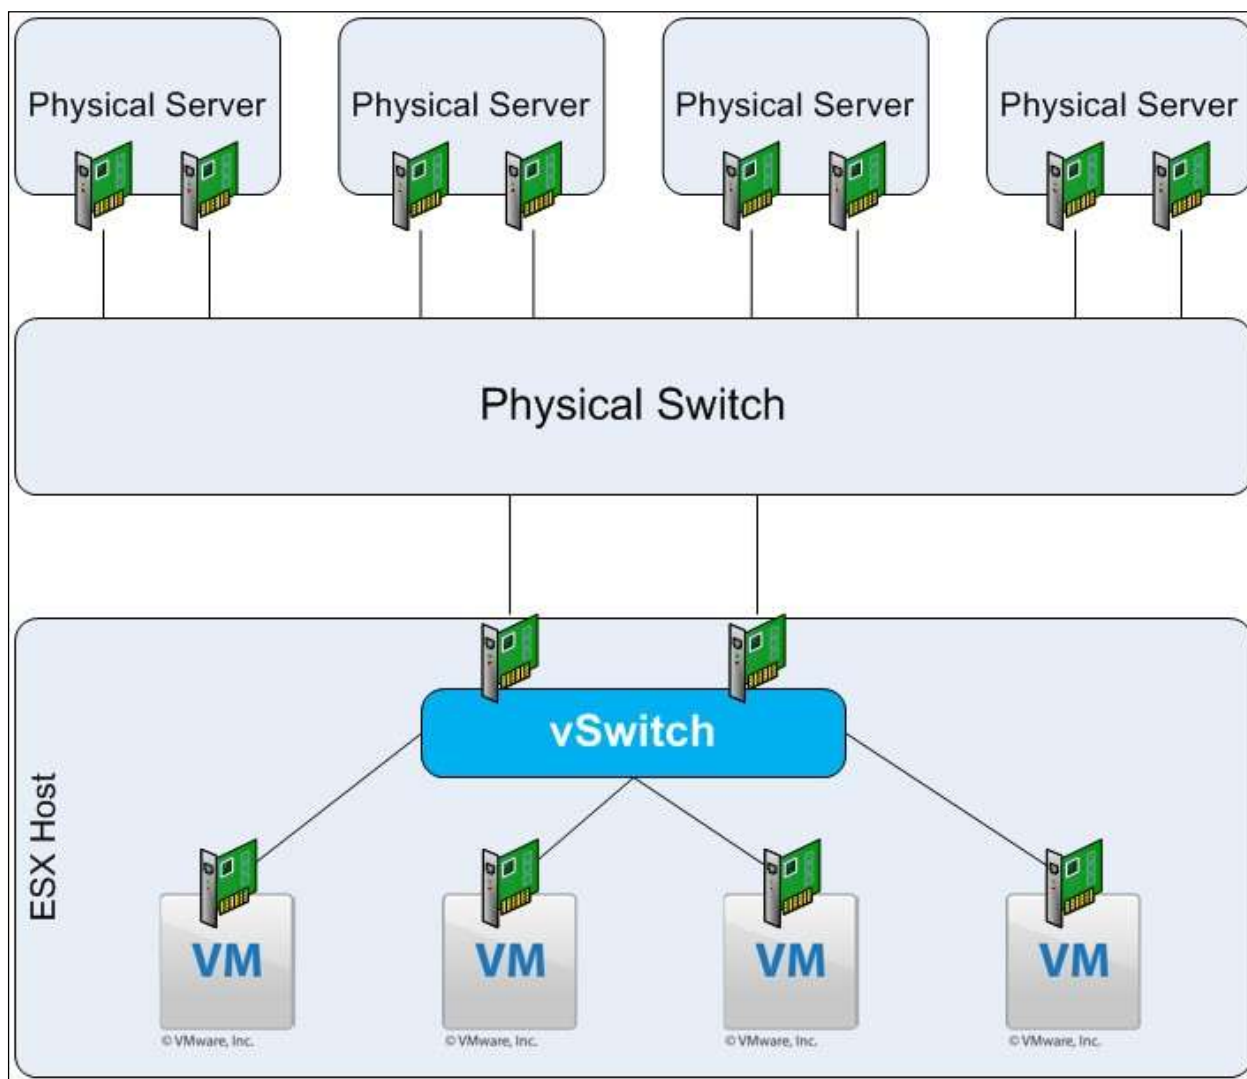 Physical Server
Physical Server
Physical Server
Physical Server
Physical Switch
vSwitch
ESX Host
VM
VM
VM
VM
© VMware, Inc.
© VMware, Inc.
© VMware, Inc.
© VMware, Inc.